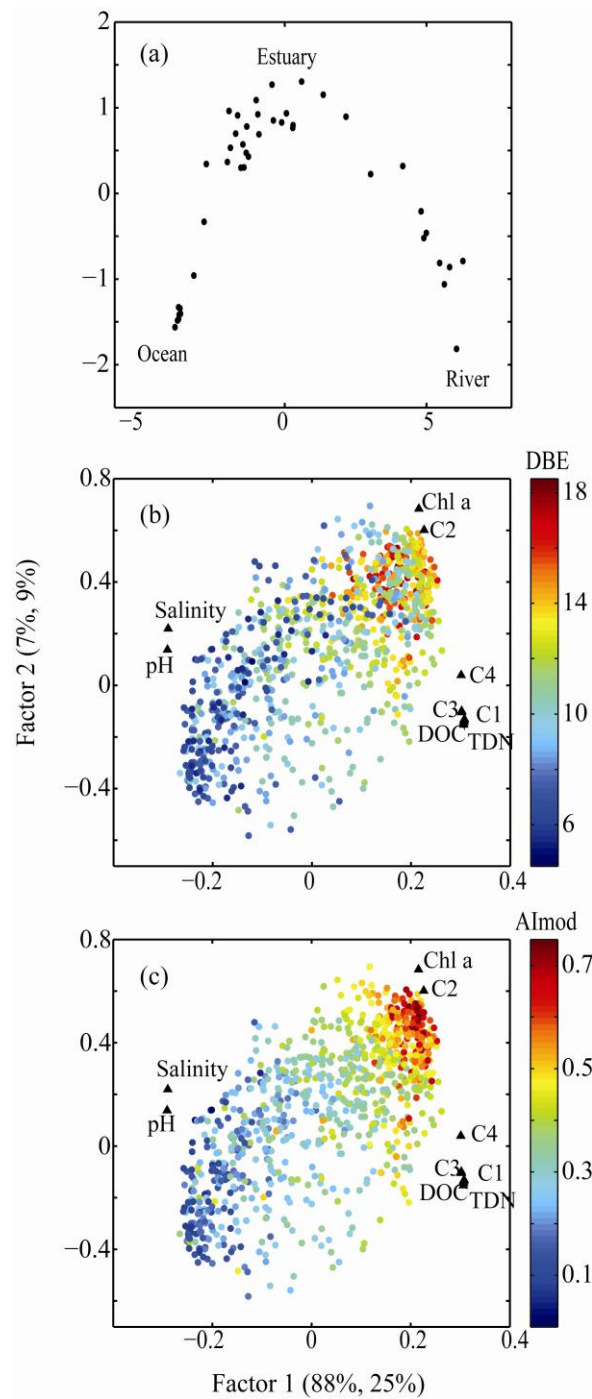 2
(a)
Estuary
1
0
−1
Ocean
−2
River
−5
0
5
DBE
0.8
(b)
Chl a
18
C2
0.4
Salinity
14
pH
C4
0
C3
C1
10
DOC
TDN
−0.4
6
−0.2
0
0.2
0.4
Factor 2 (7%, 9%)
AImod
0.8
(c)
Chl a
0.7
C2
0.4
Salinity
0.5
pH
C4
0
C3
C1
0.3
DOC
TDN
−0.4
0.1
−0.2
0
0.2
0.4
Factor 1 (88%, 25%)